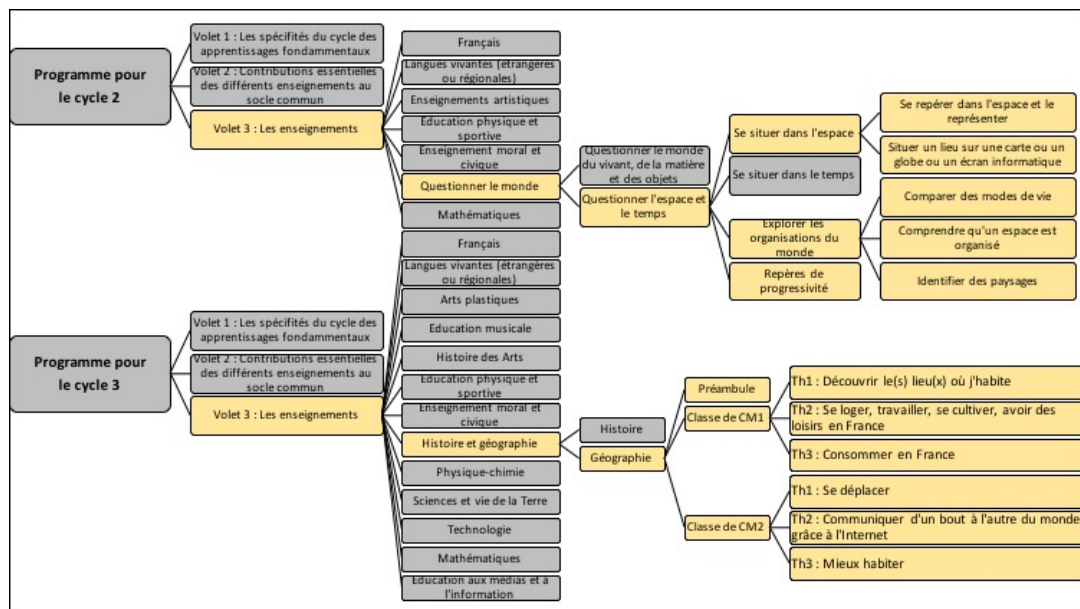 Programme pour
le cycle 2
Volet 1 : Les spécifités du cycle des
apprentissages fondamentaux
Volet 2 : Contributions essentielles
des différents enseignements au
socle commun
Volet 3 : Les enseignements
Français
Langues vivantes (étrangères
ou régionales)
Enseignements artistiques
Education physique et
sportive
Enseignement moral et
civique
Questionner le monde
Mathématiques
Questionner le monde
du vivant, de la matière
et des objets
Questionner l'espace et
le temps
Se situer dans l'espace
Se situer dans le temps
Explorer les
organisations du
monde
Repères de
progressivité
Se repérer dans l'espace et le
représenter
Situer un lieu sur une carte ou un
globe ou un écran informatique
Comparer des modes de vie
Comprendre qu'un espace est
organisé
Identifier des paysages
Programme pour
le cycle 3
Volet 1 : Les spécifités du cycle des
apprentissages fondamentaux
Volet 2 : Contributions essentielles
des différents enseignements au
socle commun
Volet 3 : Les enseignements
Français
Langues vivantes (étrangères
ou régionales)
Arts plastiques
Education musicale
Histoire des Arts
Education physique et
sportive
Enseignement moral et
civique
Histoire et géographie
Physique-chimie
Sciences et vie de la Terre
Technologie
Mathématiques
Education aux médias et à
l'information
Histoire
Géographie
Préambule
Classe de CM1
Classe de CM2
Th1 : Découvrir le(s) lieu(x) où j'habite
Th2 : Se loger, travailler, se cultiver, avoir des
loisirs en France
Th3 : Consommer en France
Th1 : Se déplacer
Th2 : Communiquer d'un bout à l'autre du monde
grâce à l'Internet
Th3 : Mieux habiter